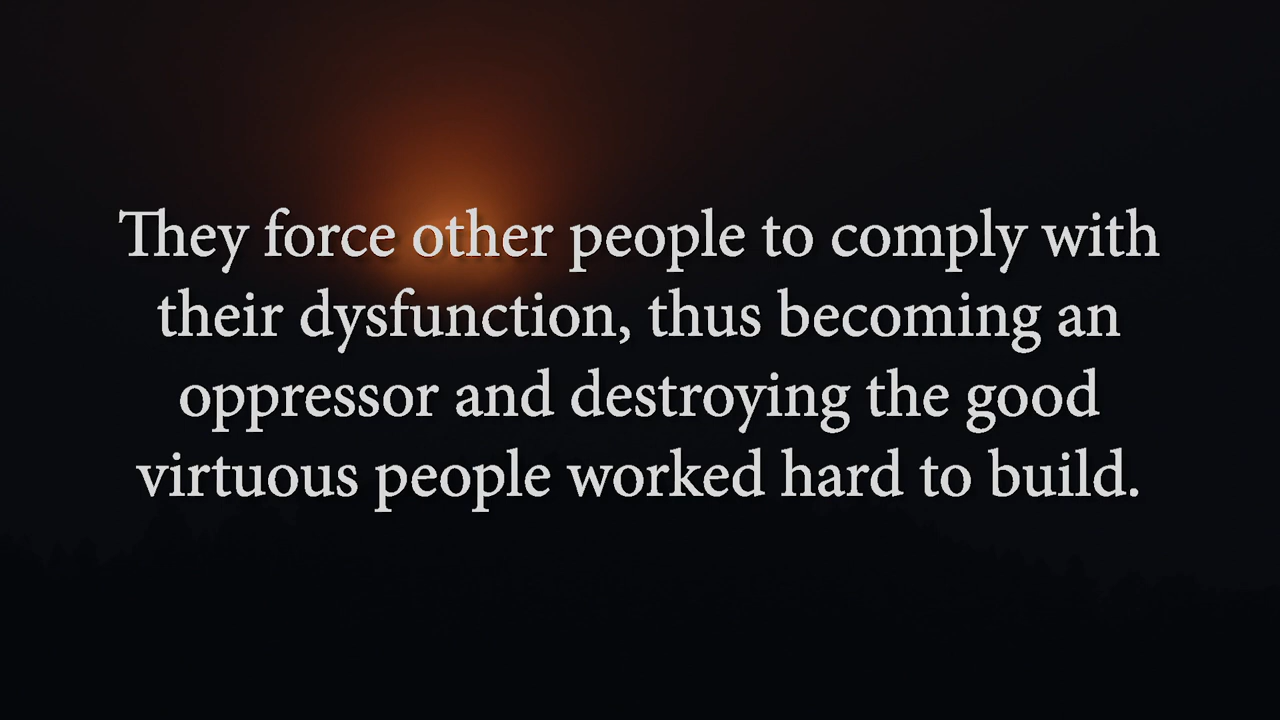 They force other people to comply with
their dysfunction, thus becoming an
oppressor and destroying the good
virtuous people worked hard to build.